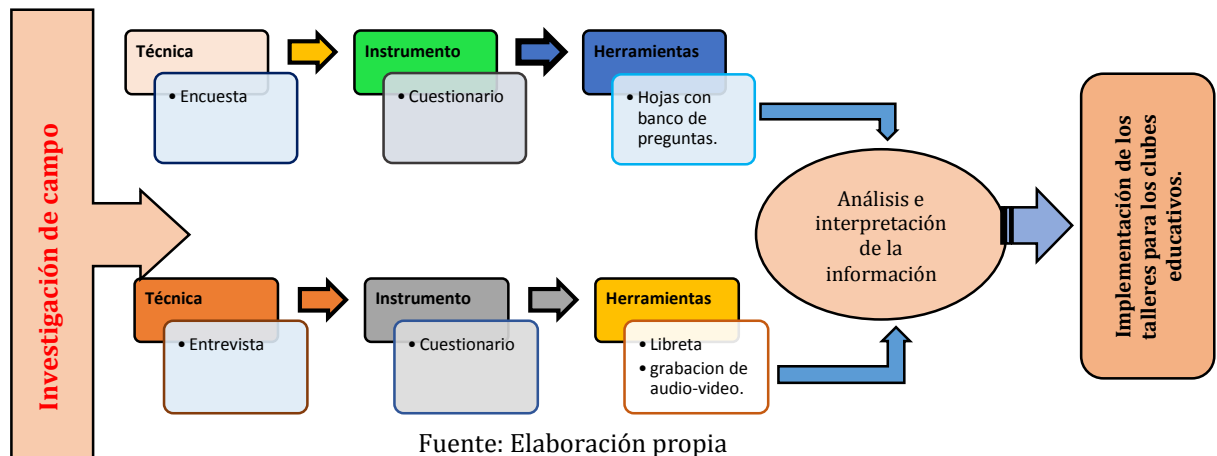 Investigación de campo
Técnica
• Encuesta
Instrumento
• Cuestionario
Herramientas
• Hojas con
banco de
preguntas.
Técnica
• Entrevista
Instrumento
• Cuestionario
Herramientas
• Libreta
• grabacion de
audio-video.
Análisis e
interpretación
de la
información
Implementación de los
talleres para los clubes
educativos.
Fuente: Elaboración propia